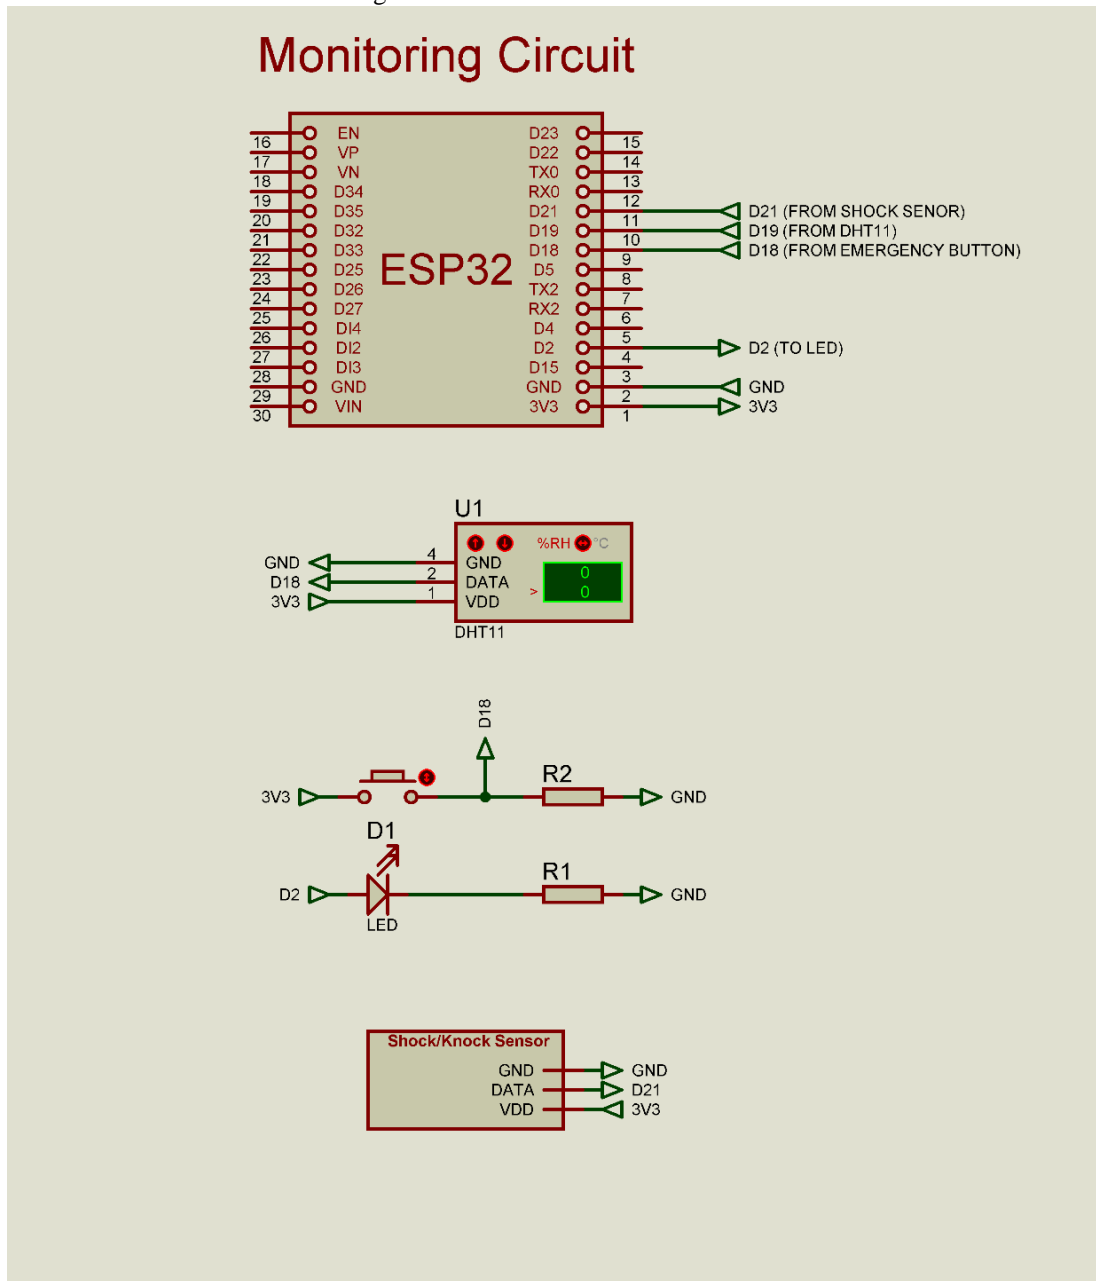 Monitoring Circuit
16 EN D23 15
17 VP D22 14
18 VN TX0 13
19 D34 RX0 12
20 D35 D21 11 D21 (FROM SHOCK SENOR)
21 D32 D19 10 D19 (FROM DHT11)
22 D33 D18 9 D18 (FROM EMERGENCY BUTTON)
23 D25 D5 8
24 D26 TX2 7
25 D27 RX2 6
26 DI4 D4 5
27 DI2 D2 4 D2 (TO LED)
28 DI3 D15 3
29 GND GND 2 GND
30 VIN 3V3 1 3V3
ESP32
U1
%RH °C
GND 4 GND 0
D18 2 DATA > 0
3V3 1 VDD
DHT11
D18
R2
3V3 GND
D1
R1
D2 GND
LED
Shock/Knock Sensor
GND GND
DATA D21
VDD 3V3